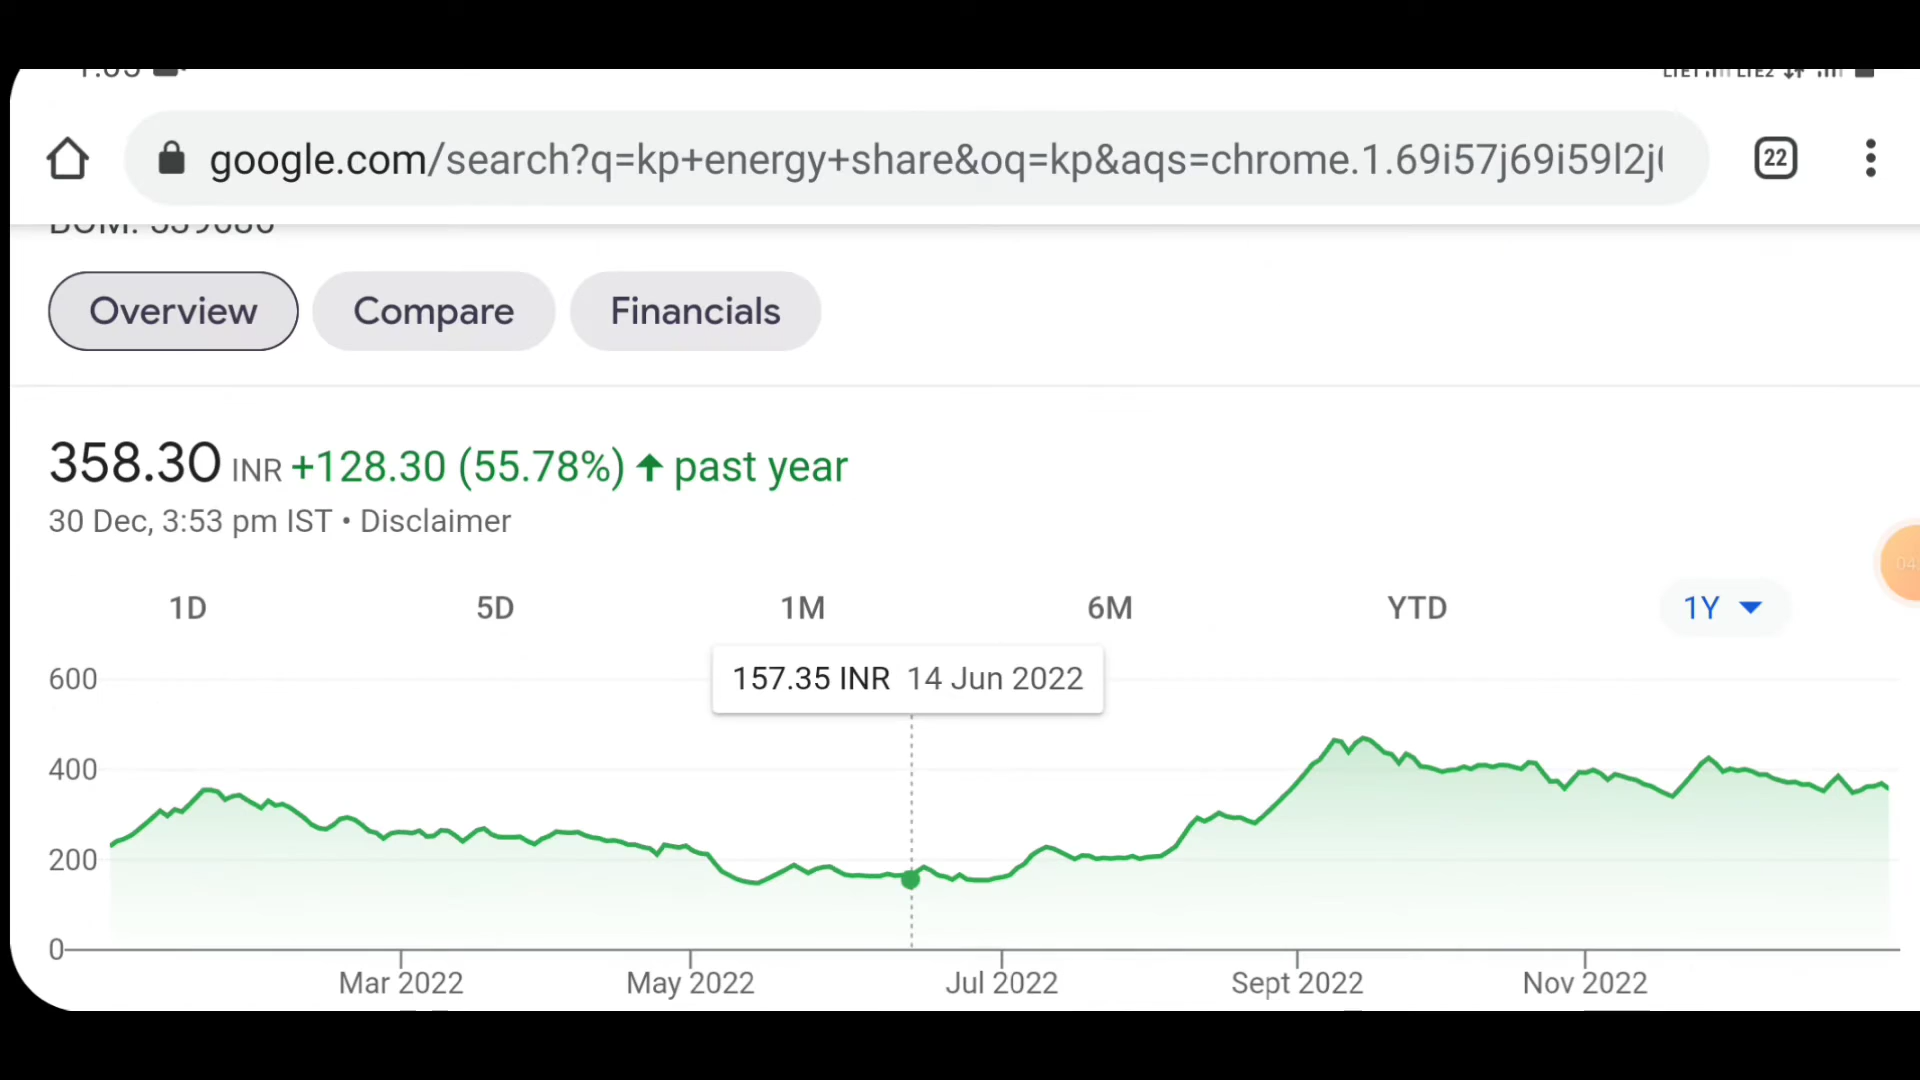 google.com/search?q=kp+energy+share&oq=kp&aqs=chrome.1.69i57j69i59l2j
22
Overview Compare Financials
358.30 INR +128.30 (55.78%) ↑ past year
30 Dec, 3:53 pm IST • Disclaimer
1D 5D 1M 6M YTD 1Y
157.35 INR 14 Jun 2022
600
400
200
0
Mar 2022 May 2022 Jul 2022 Sept 2022 Nov 2022